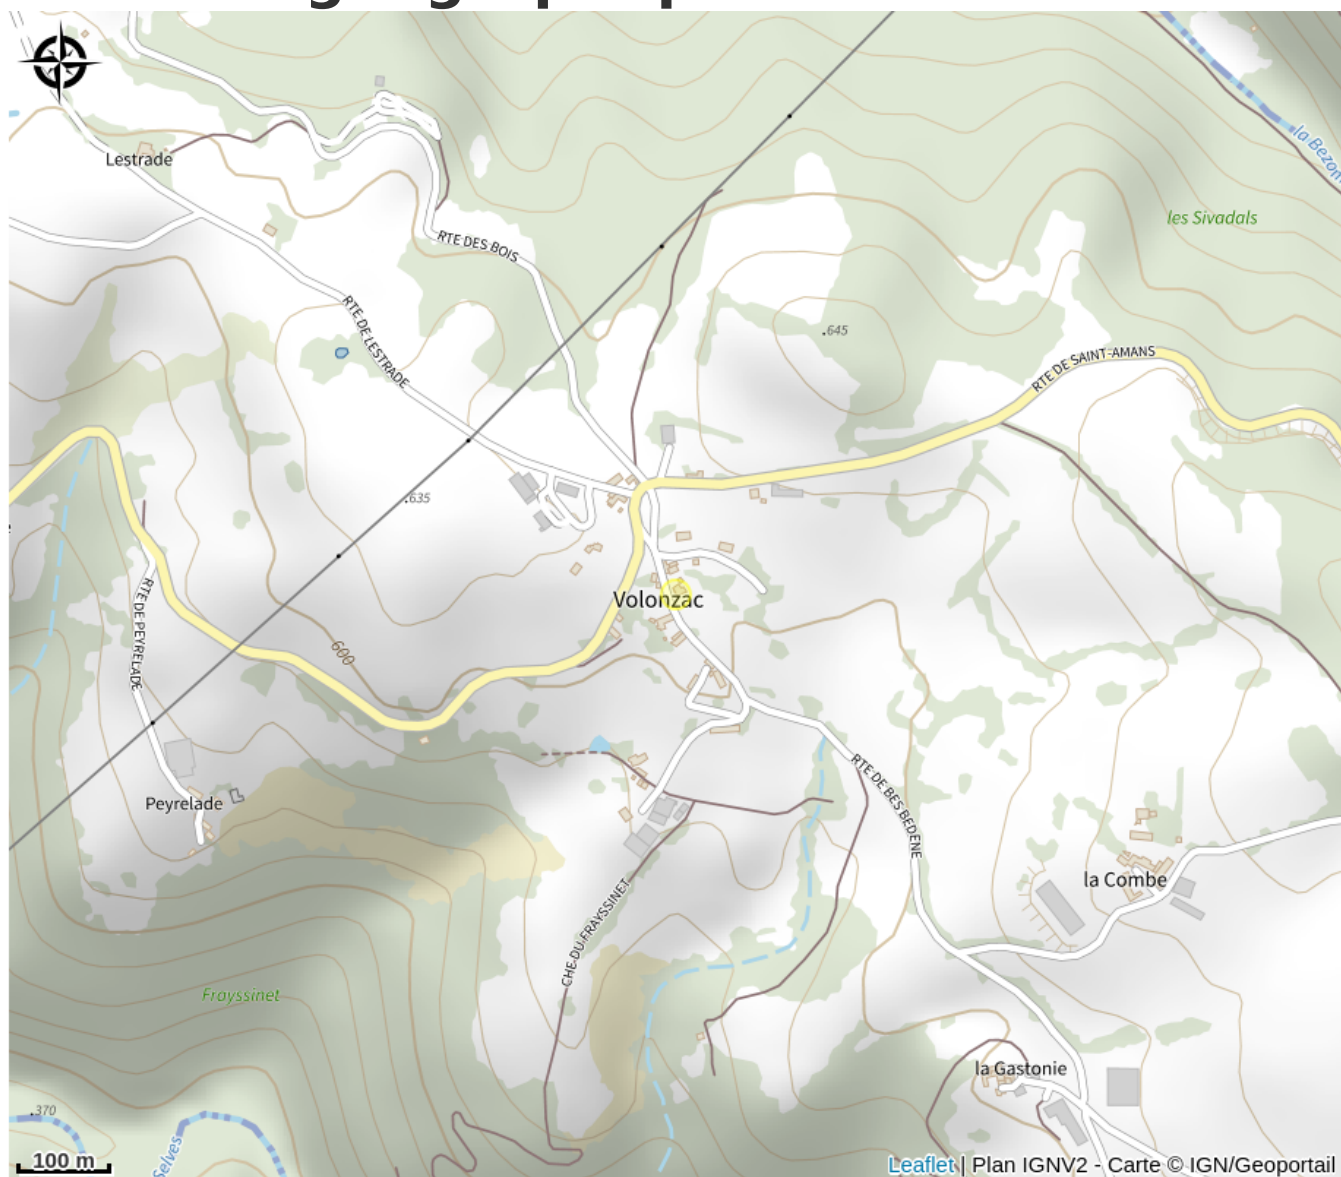 la Bezon
Lestrade
les Sivadals
RTE DES BOIS
RTE DE LESTRADE
.645
RTE DE SAINT-AMANS
.635
Volonzac
RTE DE PEYRELADE
600
RTE DE BES BEDENE
Peyrelade
la Combe
CHE DU FRAYSSINET
Frayssinet
la Gastonie
.370
Selves
100 m
Leaflet | Plan IGNV2 - Carte © IGN/Geoportail